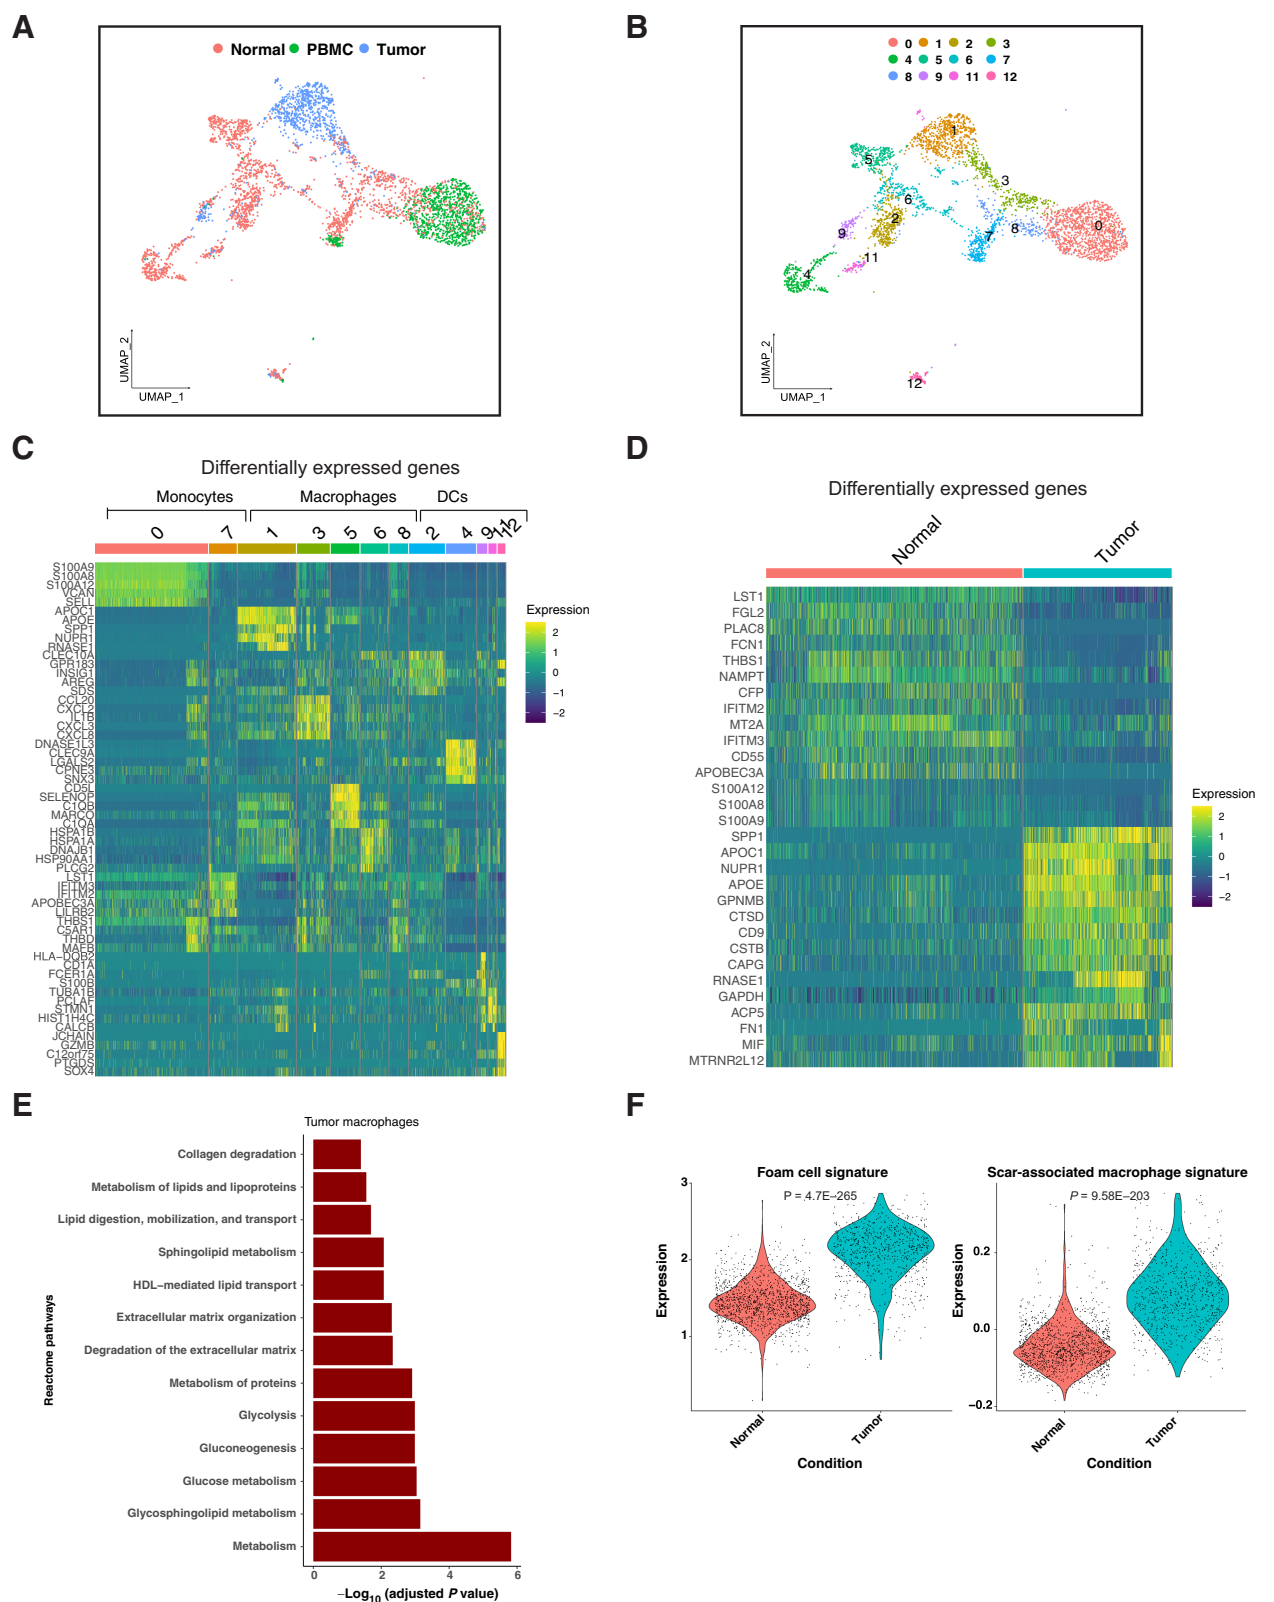 A
Normal PBMC Tumor
UMAP_2
UMAP_1
B
0 1 2 3
4 5 6 7
8 9 11 12
1
5
3
6
2
0
9
7
8
11
4
12
UMAP_2
UMAP_1
C
Differentially expressed genes
Monocytes Macrophages DCs
0 7 1 3 5 6 8 2 4 9 11 12
S100A9
S100A8
S100A12
VCAN
SELL
APOC1
APOE
SPP1
NUPR1
RNASE1
CLEC10A
GPR183
INSIG1
AREG
SDS
CCL20
CXCL2
IL1B
CXCL3
CXCL8
DNASE1L3
CLEC9A
LGALS2
CPNE3
SNX3
CD5L
SELENOP
C1QB
MARCO
C1QA
HSPA1B
HSPA1A
DNAJB1
HSP90AA1
PLCG2
LST1
IFITM3
IFITM2
APOBEC3A
LILRB2
THBS1
C5AR1
THBD
MAFB
HLA−DQB2
CD1A
FCER1A
S100B
TUBA1B
PCLAF
STMN1
HIST1H4C
CALCB
JCHAIN
GZMB
C12orf75
PTGDS
SOX4
Expression
2
1
0
−1
−2
D
Differentially expressed genes
Normal Tumor
LST1
FGL2
PLAC8
FCN1
THBS1
NAMPT
CFP
IFITM2
MT2A
IFITM3
CD55
APOBEC3A
S100A12
S100A8
S100A9
SPP1
APOC1
NUPR1
APOE
GPNMB
CTSD
CD9
CSTB
CAPG
RNASE1
GAPDH
ACP5
FN1
MIF
MTRNR2L12
Expression
2
1
0
−1
−2
E
Tumor macrophages
Reactome pathways
Collagen degradation
Metabolism of lipids and lipoproteins
Lipid digestion, mobilization, and transport
Sphingolipid metabolism
HDL−mediated lipid transport
Extracellular matrix organization
Degradation of the extracellular matrix
Metabolism of proteins
Glycolysis
Gluconeogenesis
Glucose metabolism
Glycosphingolipid metabolism
Metabolism
0 2 4 6
−Log10 (adjusted P value)
F
Foam cell signature
P = 4.7E–265
Expression
3
2
1
Normal Tumor
Condition
Scar-associated macrophage signature
P = 9.58E–203
Expression
0.2
0.0
−0.2
Normal Tumor
Condition